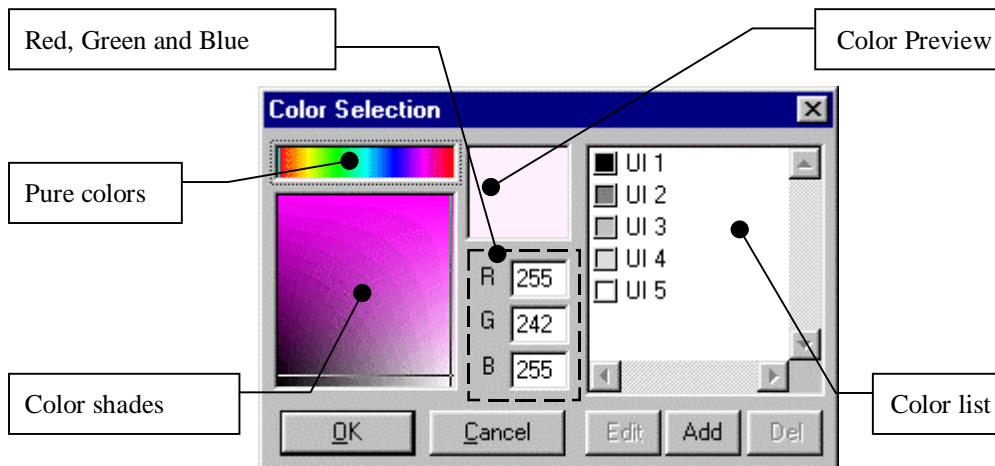 Red, Green and Blue
Color Preview
Color Selection
Pure colors
UI 1
UI 2
UI 3
UI 4
UI 5
R 255
G 242
B 255
Color shades
Color list
OK
Cancel
Edit
Add
Del